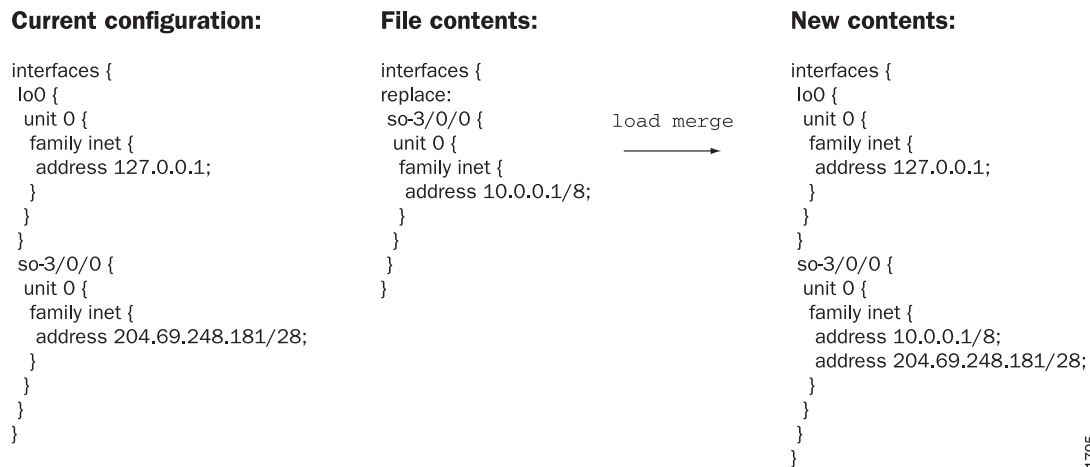 Current configuration:
interfaces {
lo0 {
unit 0 {
family inet {
address 127.0.0.1;
}
}
}
so-3/0/0 {
unit 0 {
family inet {
address 204.69.248.181/28;
}
}
}
}
File contents:
interfaces {
replace:
so-3/0/0 {
unit 0 {
family inet {
address 10.0.0.1/8;
}
}
}
}
load merge
New contents:
interfaces {
lo0 {
unit 0 {
family inet {
address 127.0.0.1;
}
}
}
so-3/0/0 {
unit 0 {
family inet {
address 10.0.0.1/8;
address 204.69.248.181/28;
}
}
}
}
1705